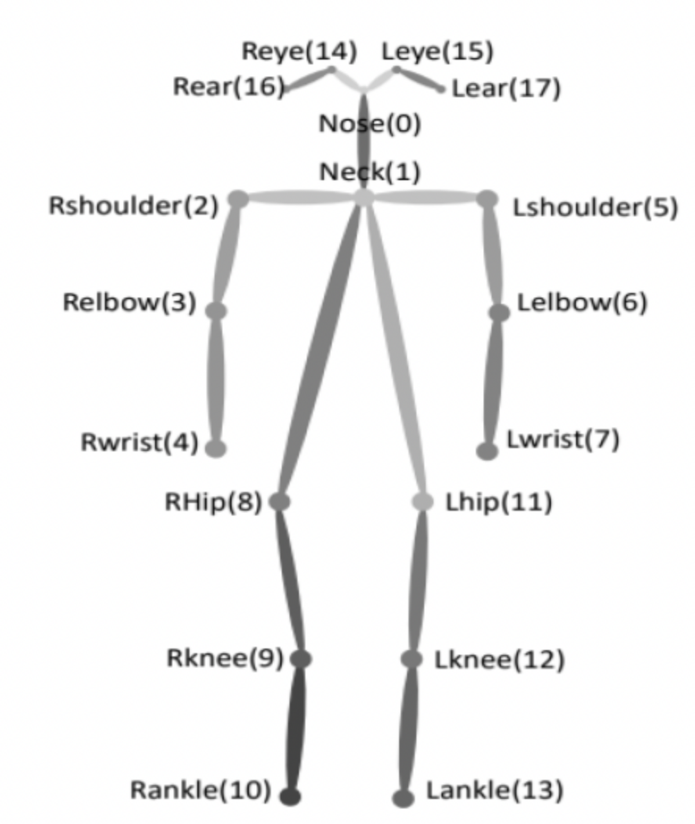 Reye(14) Leye(15)
Rear(16) Lear(17)
Nose(0)
Neck(1)
Rshoulder(2) Lshoulder(5)
Relbow(3) Lelbow(6)
Rwrist(4) Lwrist(7)
RHip(8) Lhip(11)
Rknee(9) Lknee(12)
Rankle(10) Lankle(13)